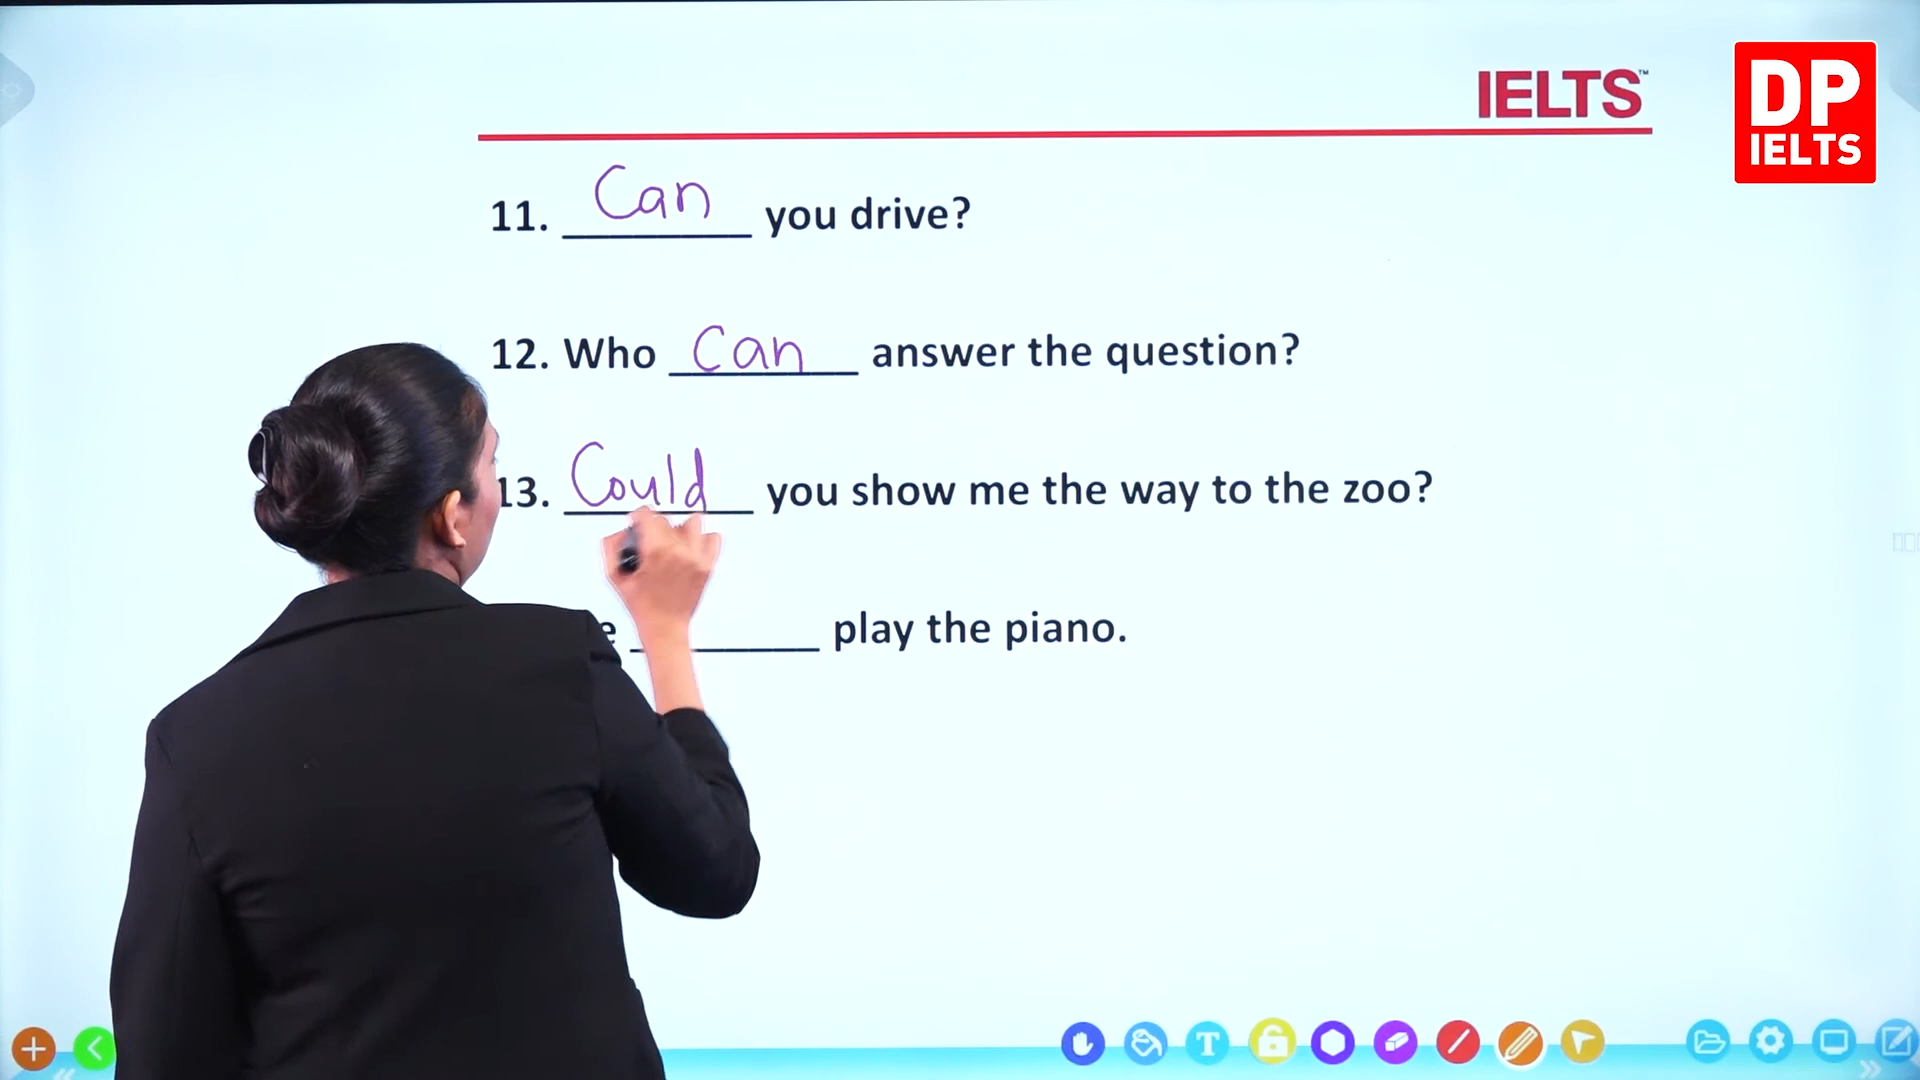 IELTS™
DP
IELTS
11. Can you drive?
12. Who can answer the question?
13. Could you show me the way to the zoo?
play the piano.
T